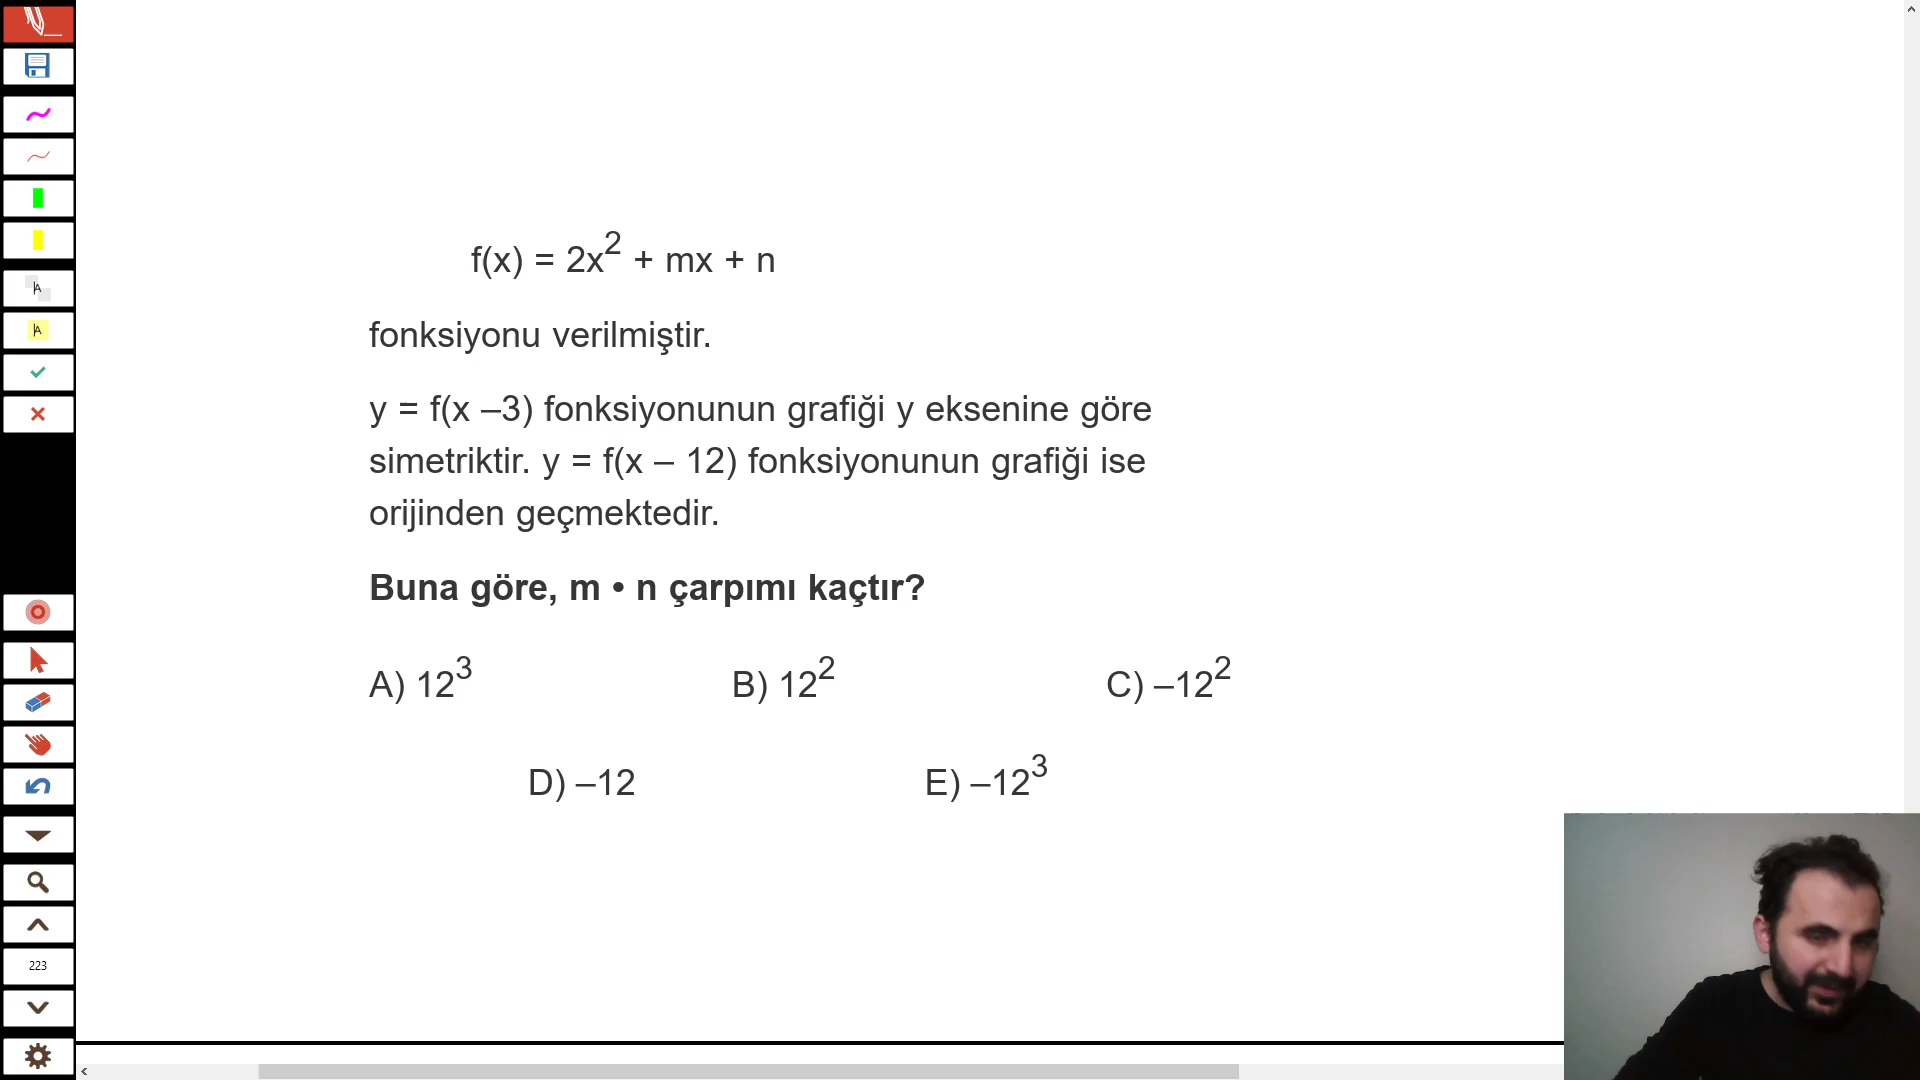 f(x) = 2x² + mx + n
fonksiyonu verilmiştir.
y = f(x –3) fonksiyonunun grafiği y eksenine göre
simetriktir. y = f(x – 12) fonksiyonunun grafiği ise
orijinden geçmektedir.
Buna göre, m • n çarpımı kaçtır?
A) 12³ B) 12² C) –12²
D) –12 E) –12³
A
A
223